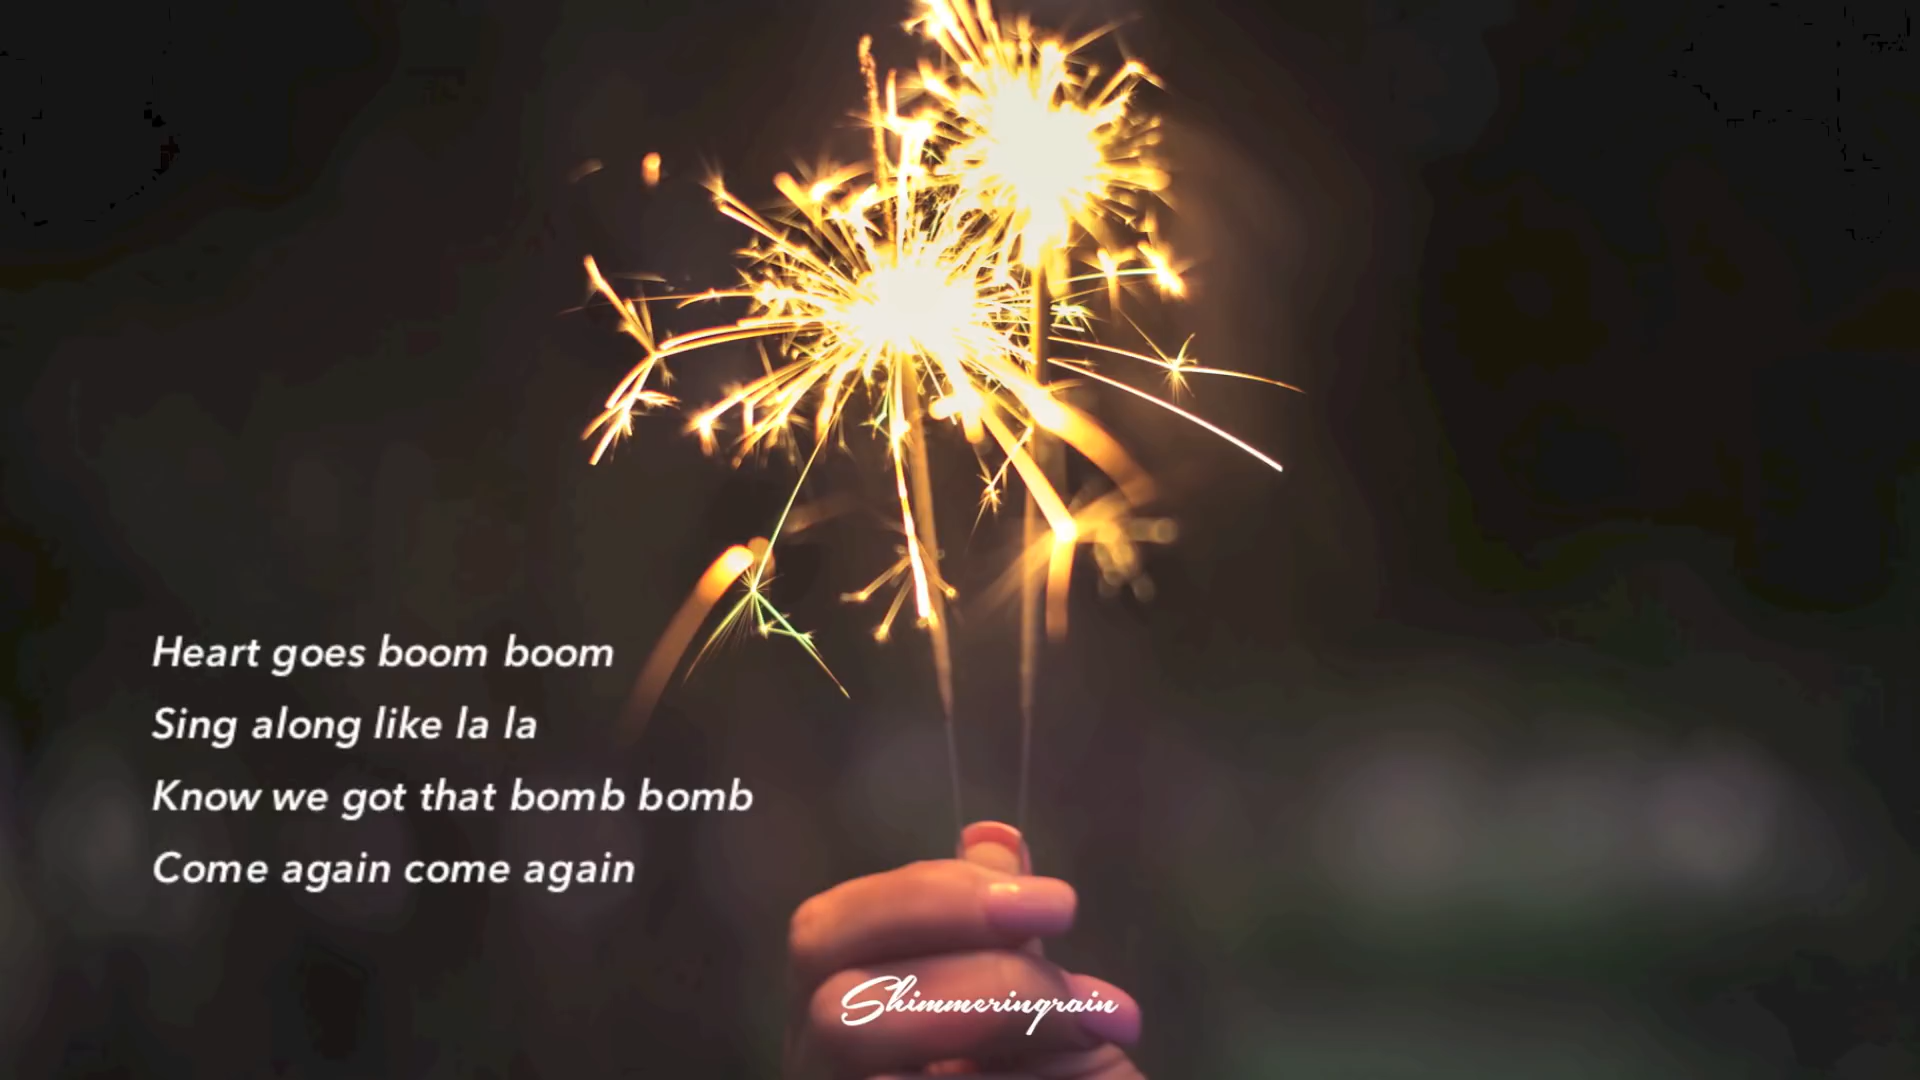 Heart goes boom boom
Sing along like la la
Know we got that bomb bomb
Come again come again
Shimmeringrain